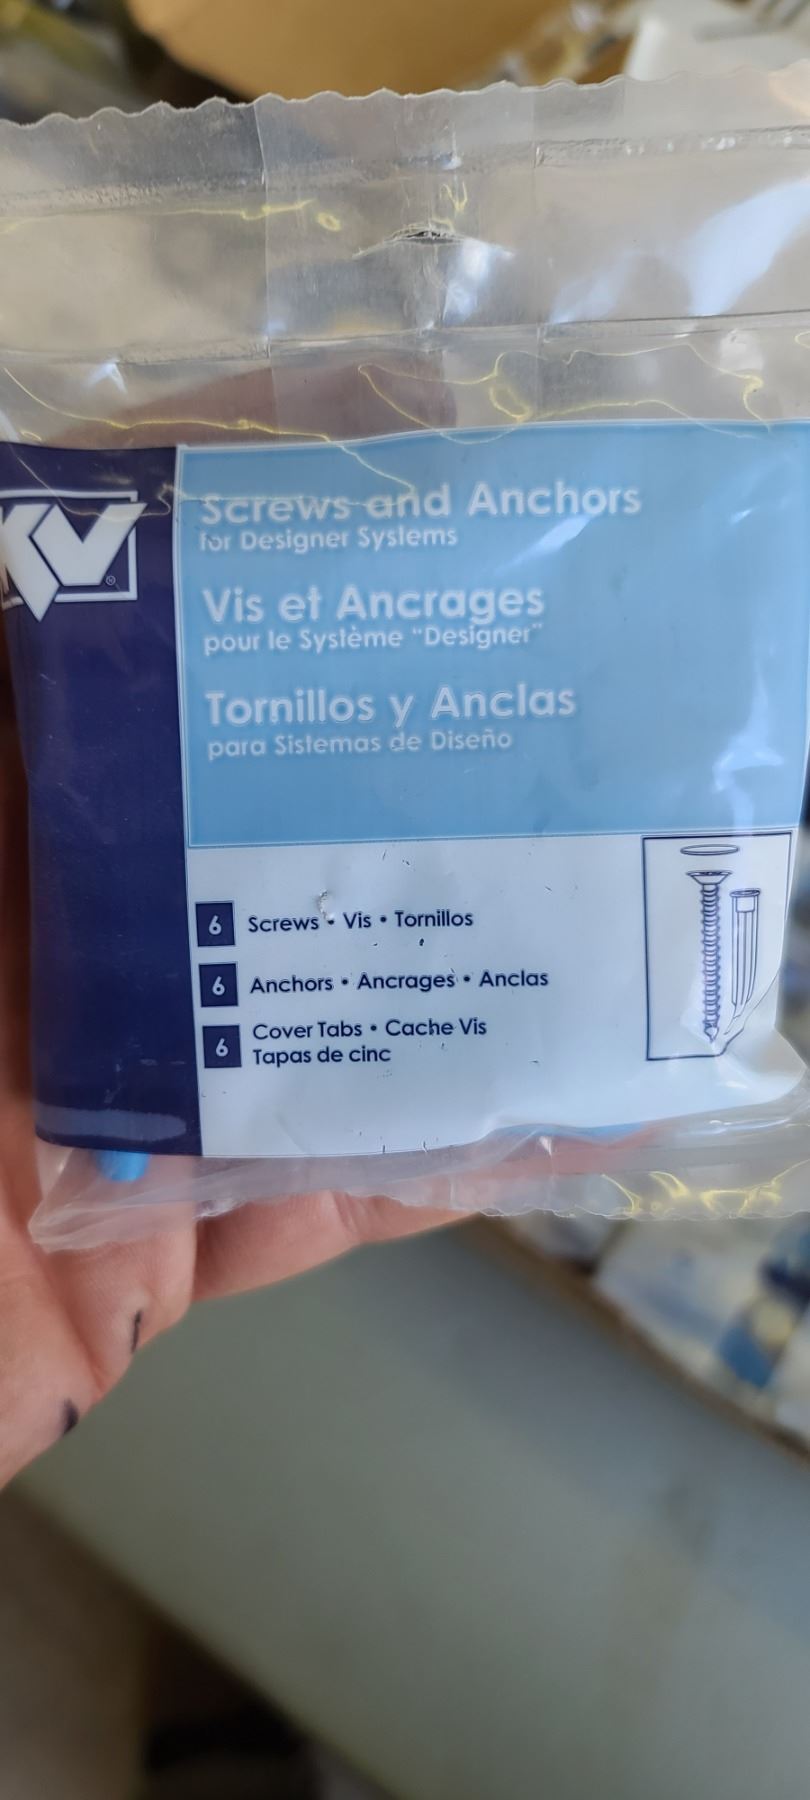 KV
®
Screws and Anchors
for Designer Systems
Vis et Ancrages
pour le Système "Designer"
Tornillos y Anclas
para Sistemas de Diseño
6 Screws • Vis • Tornillos
6 Anchors • Ancrages • Anclas
6 Cover Tabs • Cache Vis
Tapas de cinc